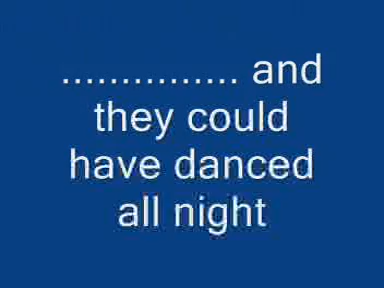 ............... and
they could
have danced
all night